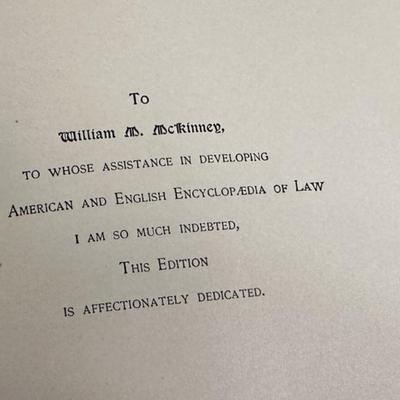 To
William M. McKinney,
TO WHOSE ASSISTANCE IN DEVELOPING
AMERICAN AND ENGLISH ENCYCLOPÆDIA OF LAW
I AM SO MUCH INDEBTED,
THIS EDITION
IS AFFECTIONATELY DEDICATED.